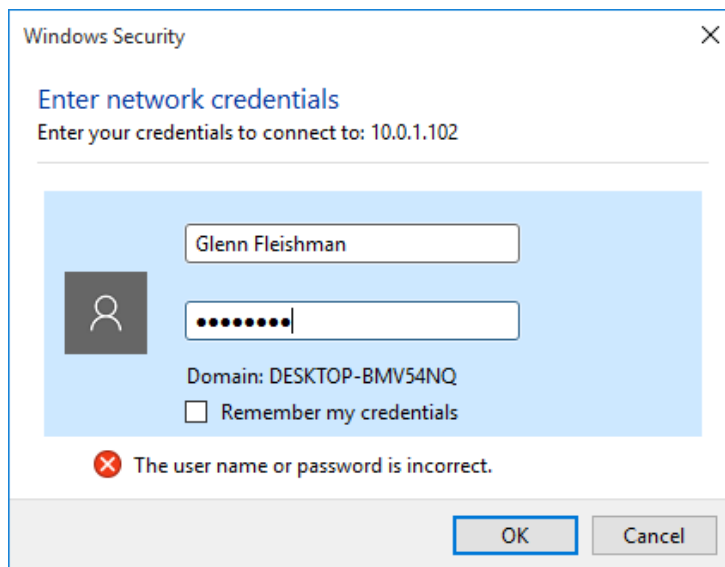 Windows Security
Enter network credentials
Enter your credentials to connect to: 10.0.1.102
Glenn Fleishman
••••••••
Domain: DESKTOP-BMV54NQ
Remember my credentials
The user name or password is incorrect.
OK Cancel